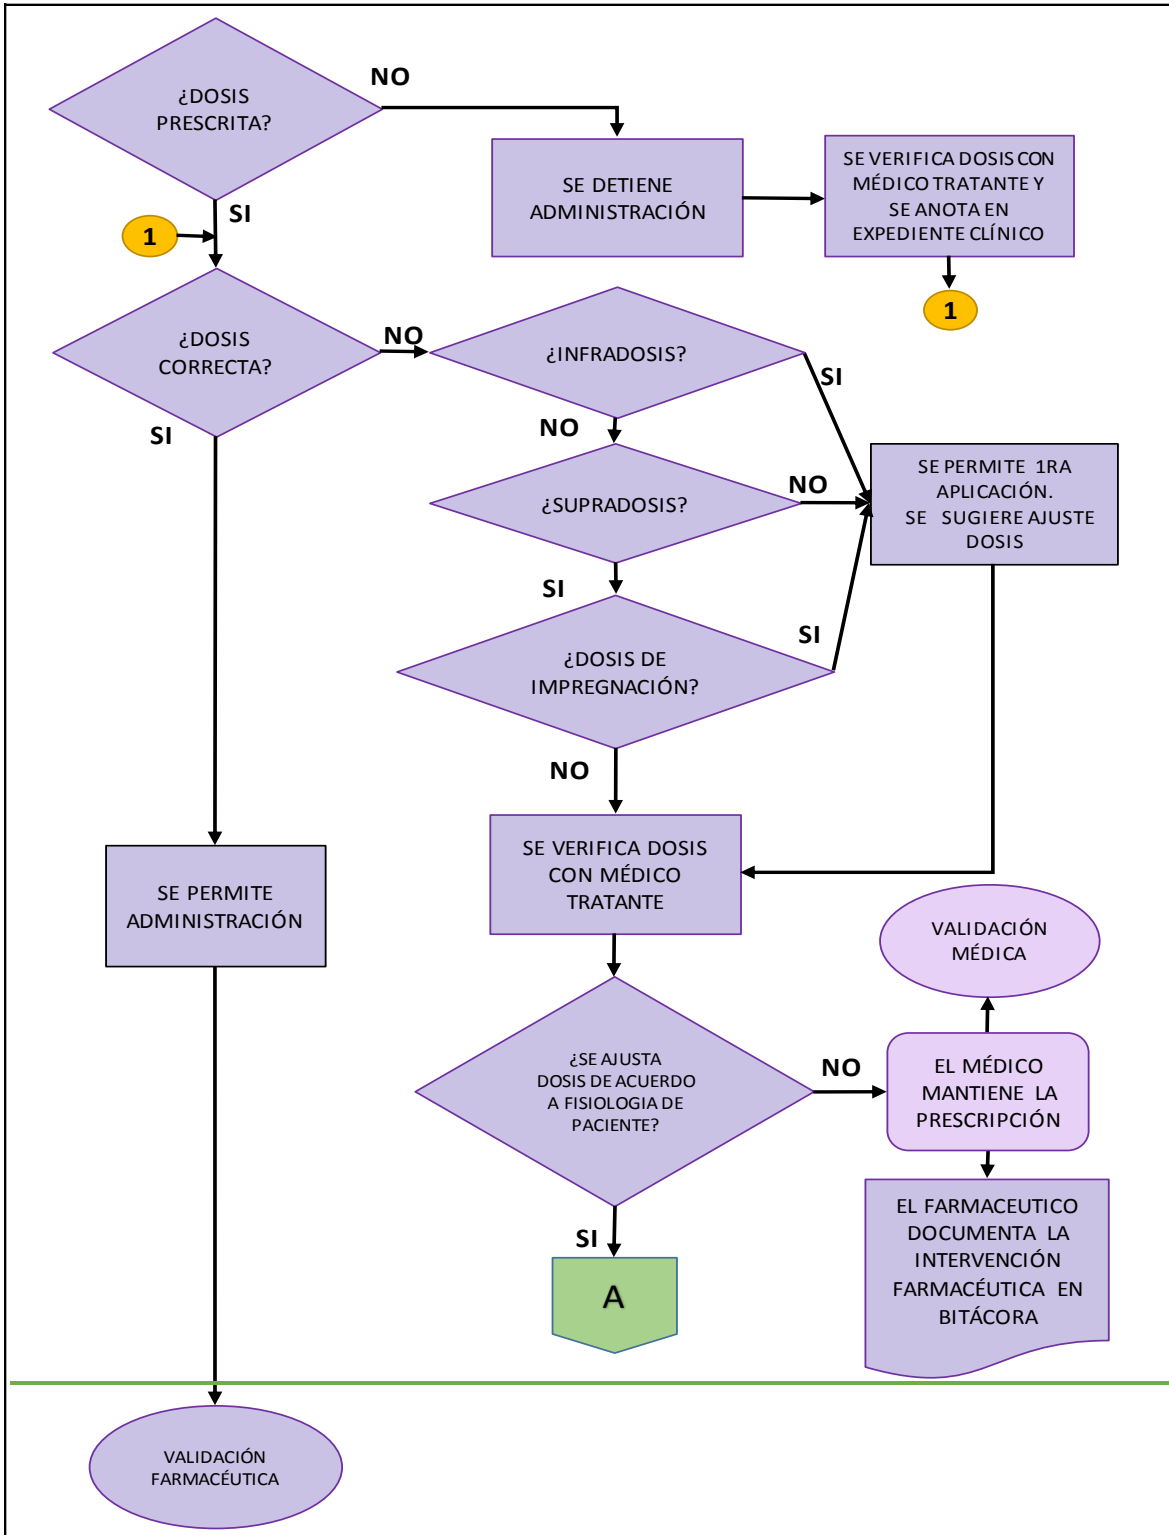 ¿DOSIS
PRESCRITA?
NO
SE DETIENE
ADMINISTRACIÓN
SE VERIFICA DOSIS CON
MÉDICO TRATANTE Y
SE ANOTA EN
EXPEDIENTE CLÍNICO
SI
1
1
¿DOSIS
CORRECTA?
NO
¿INFRADOSIS?
SI
SI
NO
¿SUPRADOSIS?
NO
SE PERMITE 1RA
APLICACIÓN.
SE SUGIERE AJUSTE
DOSIS
SI
SI
¿DOSIS DE
IMPREGNACIÓN?
NO
SE VERIFICA DOSIS
CON MÉDICO
TRATANTE
SE PERMITE
ADMINISTRACIÓN
VALIDACIÓN
MÉDICA
¿SE AJUSTA
DOSIS DE ACUERDO
A FISIOLOGIA DE
PACIENTE?
NO
EL MÉDICO
MANTIENE LA
PRESCRIPCIÓN
SI
A
EL FARMACEUTICO
DOCUMENTA LA
INTERVENCIÓN
FARMACÉUTICA EN
BITÁCORA
VALIDACIÓN
FARMACÉUTICA